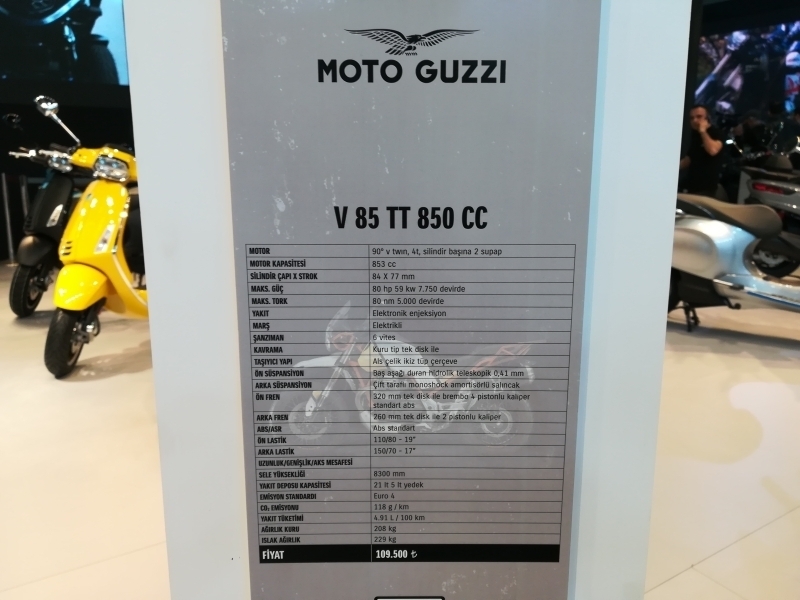 MOTO GUZZI
V 85 TT 850 CC
MOTOR 90° v twın, 4t, silindir başına 2 supap
MOTOR KAPASİTESİ 853 cc
SİLİNDİR ÇAPI X STROK 84 X 77 mm
MAKS. GÜÇ 80 hp 59 kw 7.750 devirde
MAKS. TORK 80 nm 5.000 devirde
YAKIT Elektronik enjeksiyon
MARŞ Elektrikli
ŞANZIMAN 6 vites
KAVRAMA Kuru tip tek disk ile
TAŞIYICI YAPI Als çelik ikiz tüp çerçeve
ÖN SÜSPANSİYON Baş aşağı duran hidrolik teleskopik 0,41 mm
ARKA SÜSPANSİYON Çift taraflı monoshock amortisörlü salıncak
ÖN FREN 320 mm tek disk ile brembo 4 pistonlu kaliper
standart abs
ARKA FREN 260 mm tek disk ile 2 pistonlu kaliper
ABS/ASR Abs standart
ÖN LASTİK 110/80 - 19"
ARKA LASTİK 150/70 - 17"
UZUNLUK/GENİŞLİK/AKS MESAFESİ
SELE YÜKSEKLİĞİ 8300 mm
YAKIT DEPOSU KAPASİTESİ 21 lt 5 lt yedek
EMİSYON STANDARDI Euro 4
CO₂ EMİSYONU 118 g / km
YAKIT TÜKETİMİ 4.91 L / 100 km
AĞIRLIK KURU 208 kg
ISLAK AĞIRLIK 229 kg
FİYAT 109.500 ₺